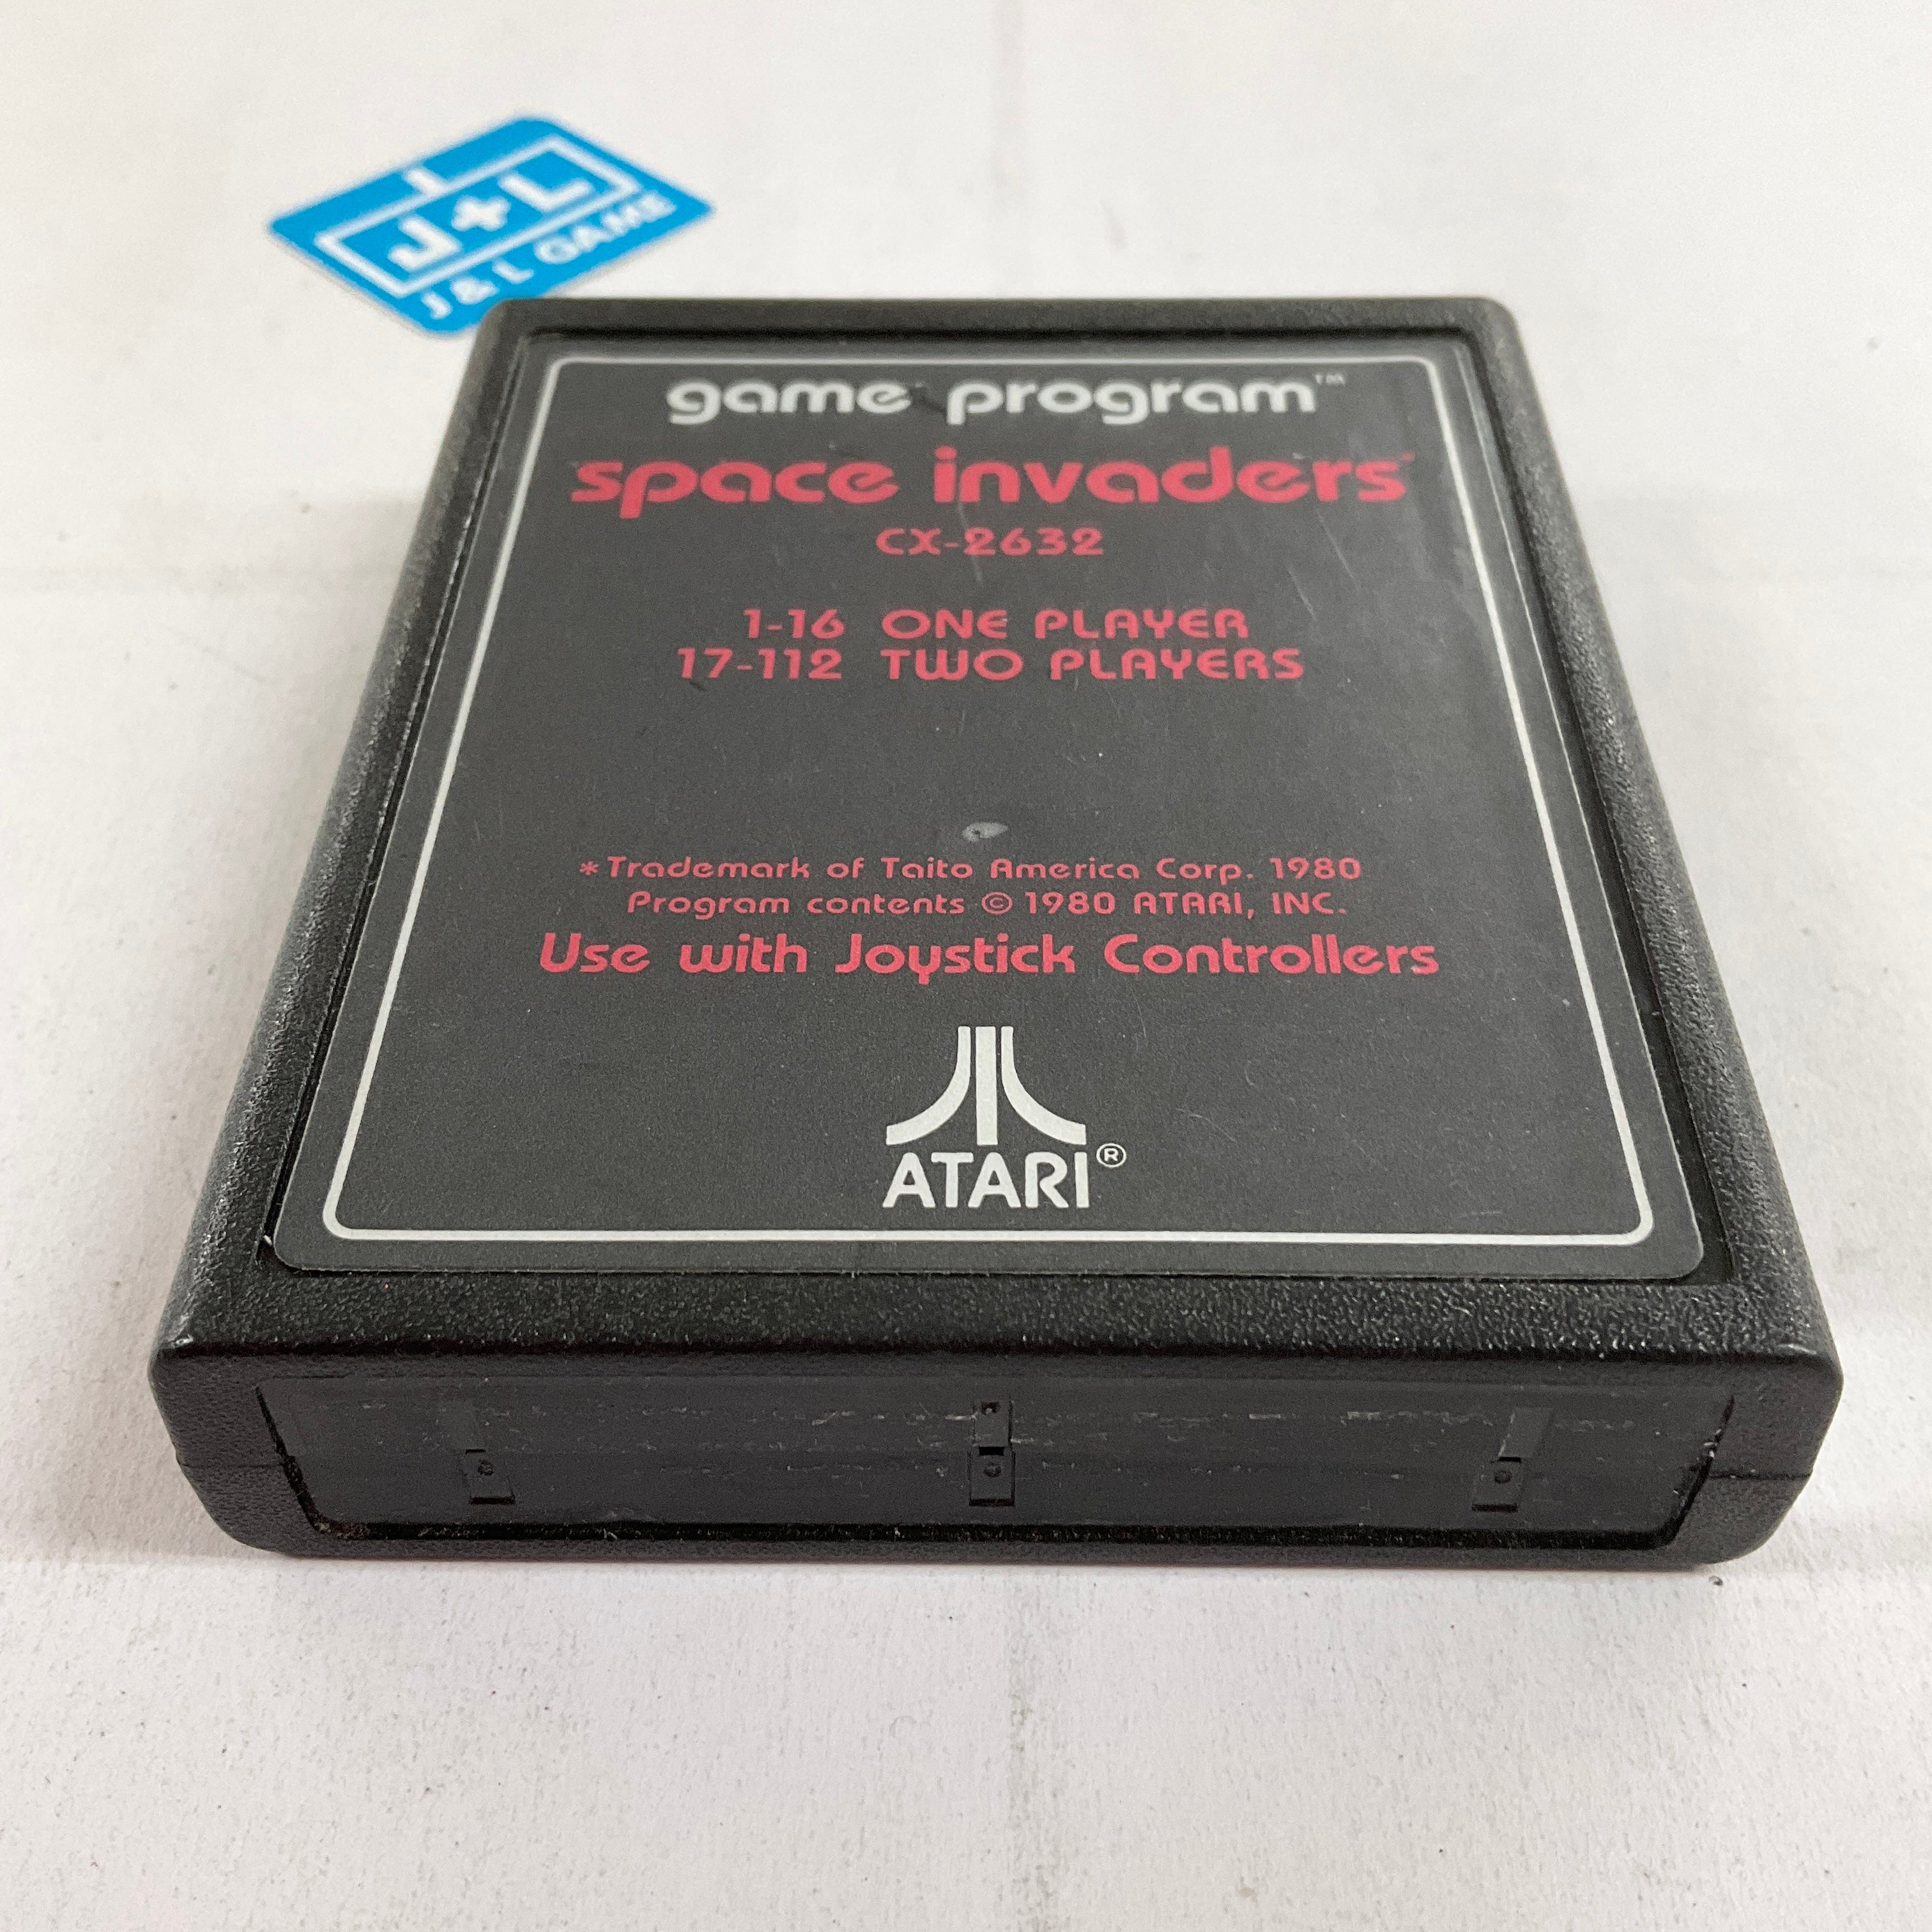 J+L
J & L GAME
game program™
space invaders*
CX-2632
1-16 ONE PLAYER
17-112 TWO PLAYERS
*Trademark of Taito America Corp. 1980
Program contents © 1980 ATARI, INC.
Use with Joystick Controllers
ATARI®